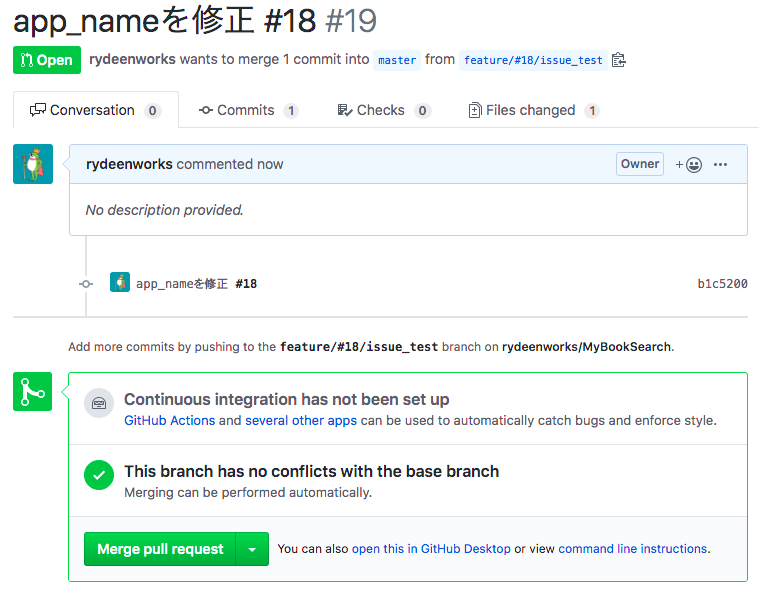 app_nameを修正 #18 #19
Open rydeenworks wants to merge 1 commit into master from feature/#18/issue_test
Conversation 0 Commits 1 Checks 0 Files changed 1
rydeenworks commented now Owner
No description provided.
app_nameを修正 #18 b1c5200
Add more commits by pushing to the feature/#18/issue_test branch on rydeenworks/MyBookSearch.
Continuous integration has not been set up
GitHub Actions and several other apps can be used to automatically catch bugs and enforce style.
This branch has no conflicts with the base branch
Merging can be performed automatically.
Merge pull request You can also open this in GitHub Desktop or view command line instructions.